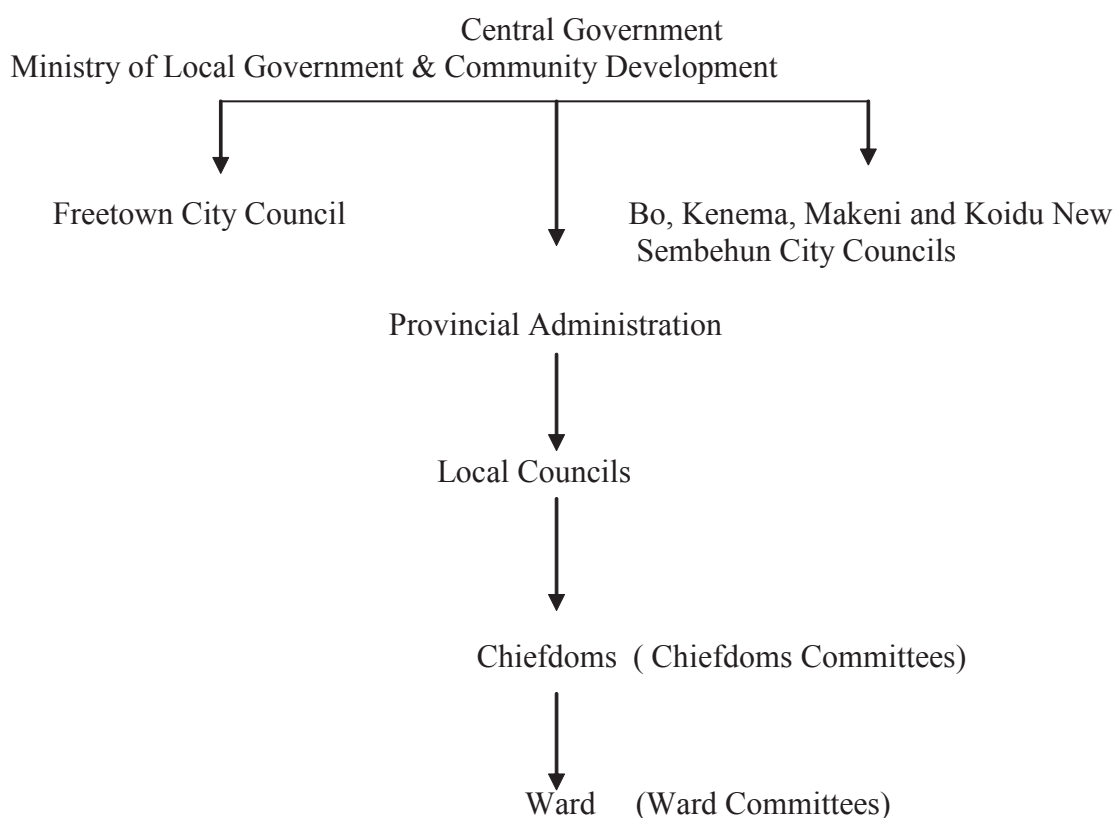 Central Government
Ministry of Local Government & Community Development
Freetown City Council
Bo, Kenema, Makeni and Koidu New
Sembehun City Councils
Provincial Administration
Local Councils
Chiefdoms ( Chiefdoms Committees)
Ward (Ward Committees)